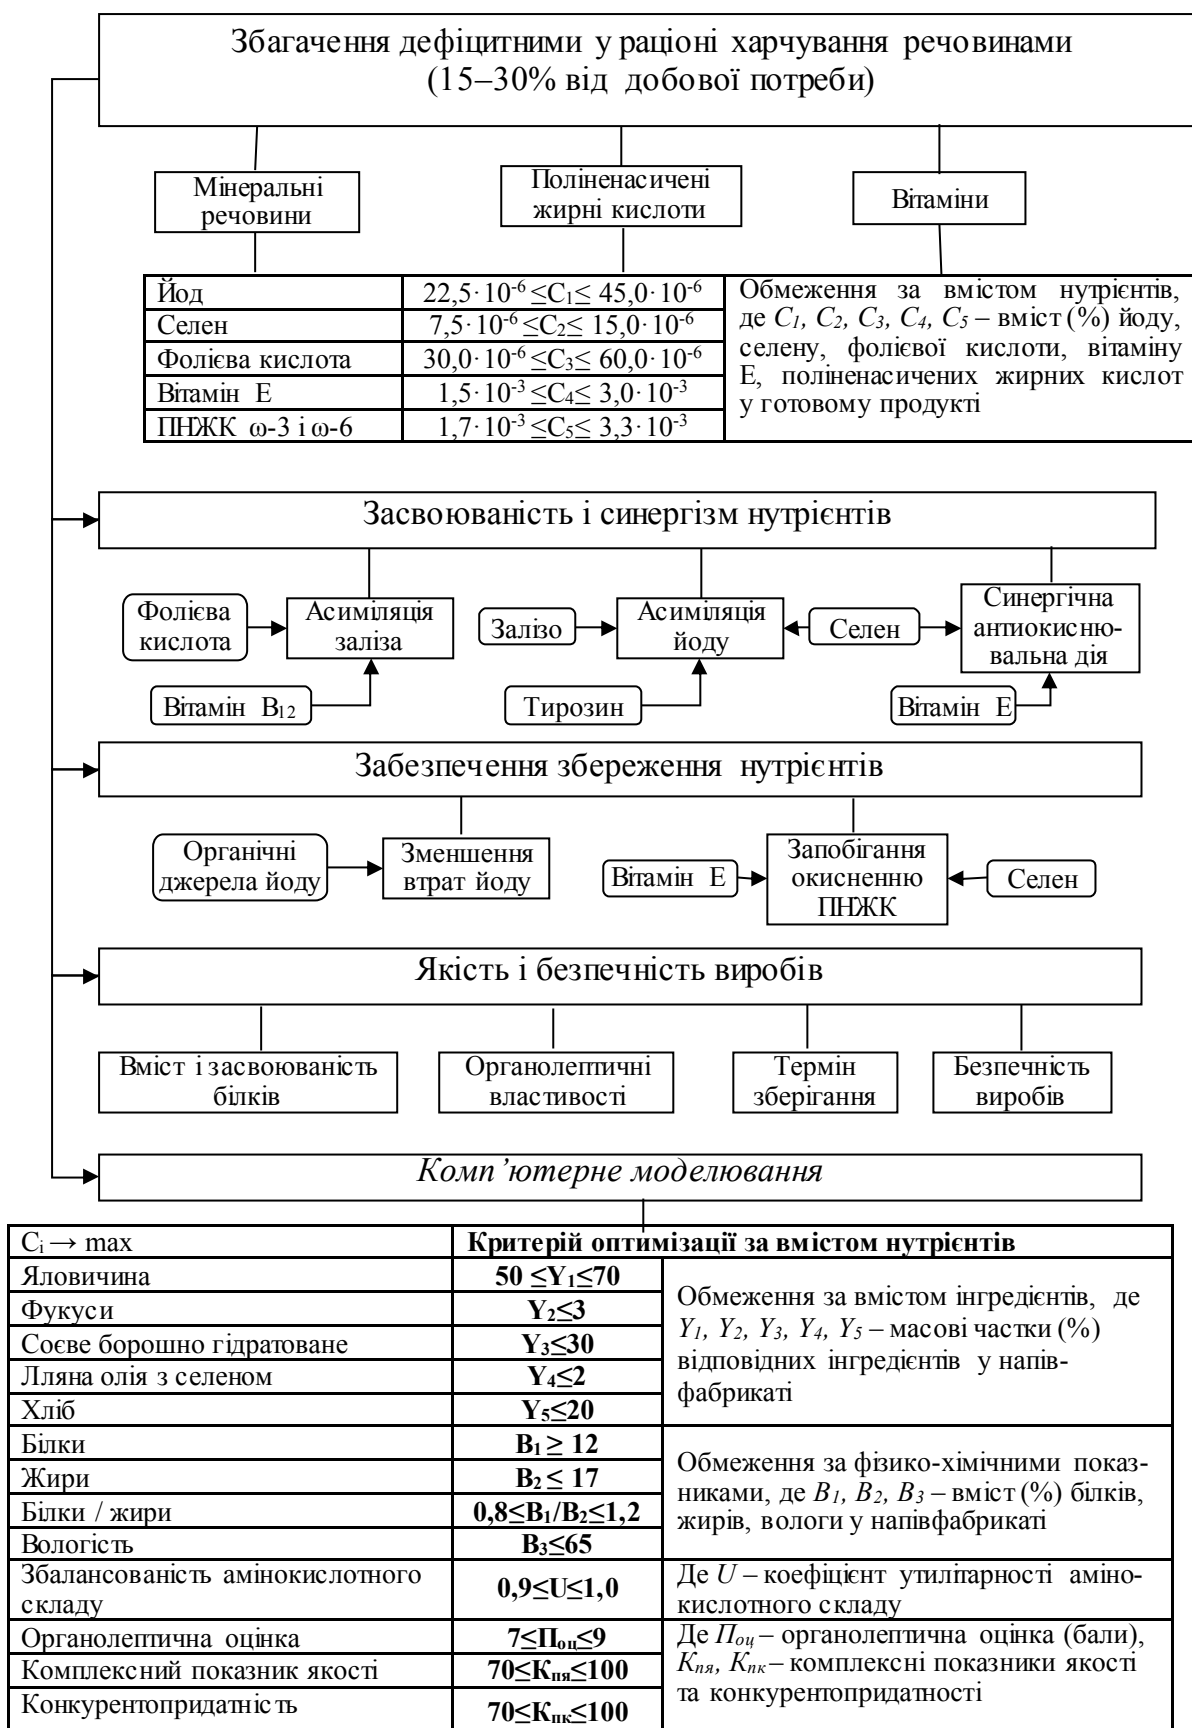 Збагачення дефіцитними у раціоні харчування речовинами
(15–30% від добової потреби)
Мінеральні
речовини
Поліненасичені
жирні кислоти
Вітаміни
Йод
22,5·10⁻⁶ ≤C₁≤ 45,0·10⁻⁶
Селен
7,5·10⁻⁶ ≤C₂≤ 15,0·10⁻⁶
Фолієва кислота
30,0·10⁻⁶ ≤C₃≤ 60,0·10⁻⁶
Вітамін Е
1,5·10⁻³ ≤C₄≤ 3,0·10⁻³
ПНЖК ω-3 і ω-6
1,7·10⁻³ ≤C₅≤ 3,3·10⁻³
Обмеження за вмістом нутрієнтів,
де C₁, C₂, C₃, C₄, C₅ – вміст (%) йоду,
селену, фолієвої кислоти, вітаміну
Е, поліненасичених жирних кислот
у готовому продукті
Засвоюваність і синергізм нутрієнтів
Фолієва
кислота
Асиміляція
заліза
Залізо
Асиміляція
йоду
Селен
Синергічна
антиокисню-
вальна дія
Вітамін В₁₂
Тирозин
Вітамін Е
Забезпечення збереження нутрієнтів
Органічні
джерела йоду
Зменшення
втрат йоду
Вітамін Е
Запобігання
окисненню
ПНЖК
Селен
Якість і безпечність виробів
Вміст і засвоюваність
білків
Органолептичні
властивості
Термін
зберігання
Безпечність
виробів
Комп’ютерне моделювання
Cᵢ → max
Критерій оптимізації за вмістом нутрієнтів
Яловичина
50 ≤Y₁≤70
Фукуси
Y₂≤3
Соєве борошно гідратоване
Y₃≤30
Лляна олія з селеном
Y₄≤2
Хліб
Y₅≤20
Обмеження за вмістом інгредієнтів, де
Y₁, Y₂, Y₃, Y₄, Y₅ – масові частки (%)
відповідних інгредієнтів у напів-
фабрикаті
Білки
B₁ ≥ 12
Жири
B₂ ≤ 17
Білки / жири
0,8≤B₁/B₂≤1,2
Вологість
B₃≤65
Обмеження за фізико-хімічними показ-
никами, де B₁, B₂, B₃ – вміст (%) білків,
жирів, вологи у напівфабрикаті
Збалансованість амінокислотного
складу
0,9≤U≤1,0
Де U – коефіцієнт утилітарності аміно-
кислотного складу
Органолептична оцінка
7≤Поц≤9
Комплексний показник якості
70≤Кпя≤100
Конкурентопридатність
70≤Кпк≤100
Де Поц – органолептична оцінка (бали),
Кпя, Кпк – комплексні показники якості
та конкурентопридатності